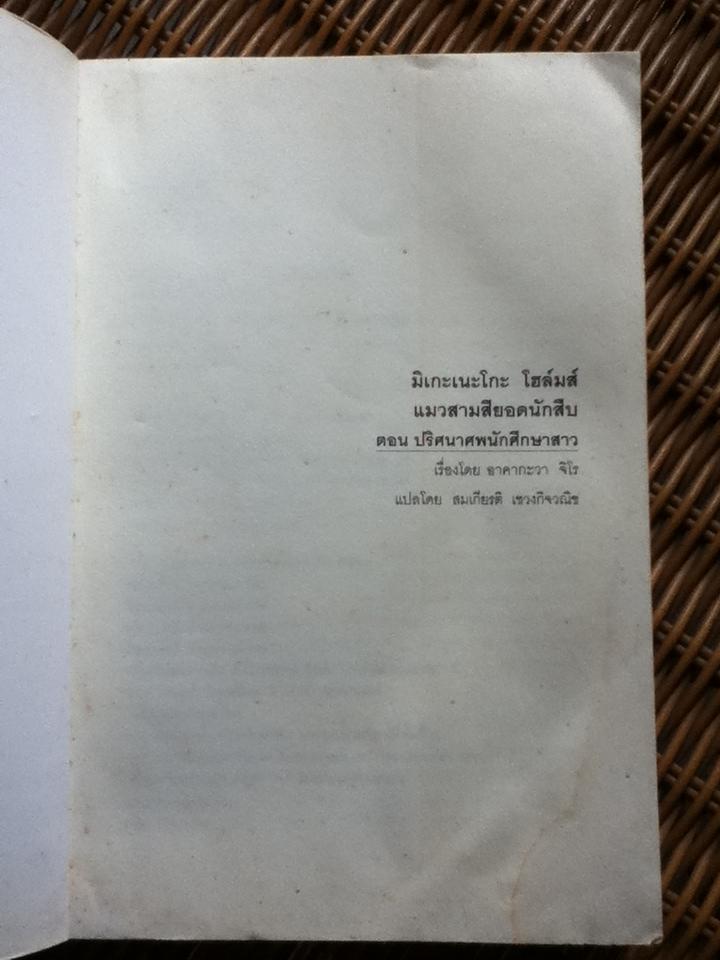 มิเกะเนะโกะ โฮล์มส์
แมวสามสียอดนักสืบ
ตอน ปริศนาศพนักศึกษาสาว
เรื่องโดย อาคากะวา จิโร
แปลโดย สมเกียรติ เชวงกิจวณิช